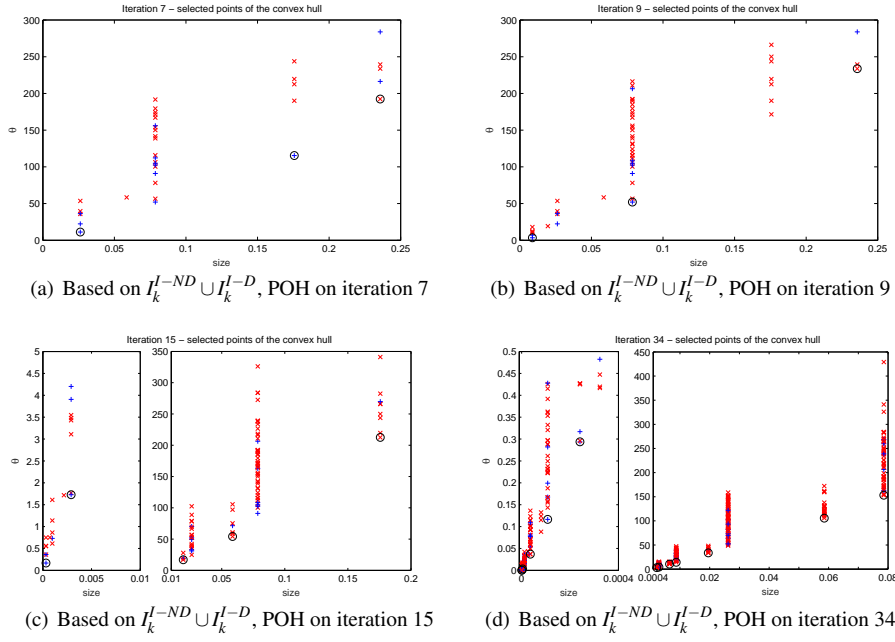 Iteration 7 – selected points of the convex hull
300
250
200
150
100
50
0
θ
0 0.05 0.1 0.15 0.2 0.25
size
(a) Based on I_k^{I−ND} ∪ I_k^{I−D}, POH on iteration 7
Iteration 9 – selected points of the convex hull
300
250
200
150
100
50
0
θ
0 0.05 0.1 0.15 0.2 0.25
size
(b) Based on I_k^{I−ND} ∪ I_k^{I−D}, POH on iteration 9
Iteration 15 – selected points of the convex hull
5
4.5
4
3.5
3
2.5
2
1.5
1
0.5
0
θ
0 0.005 0.01
350
300
250
200
150
100
50
0
0.01 0.05 0.1 0.15 0.2
size
(c) Based on I_k^{I−ND} ∪ I_k^{I−D}, POH on iteration 15
Iteration 34 – selected points of the convex hull
0.5
0.45
0.4
0.35
0.3
0.25
0.2
0.15
0.1
0.05
0
θ
0 0.0004
450
400
350
300
250
200
150
100
50
0
0.0004 0.02 0.04 0.06 0.08
size
(d) Based on I_k^{I−ND} ∪ I_k^{I−D}, POH on iteration 34